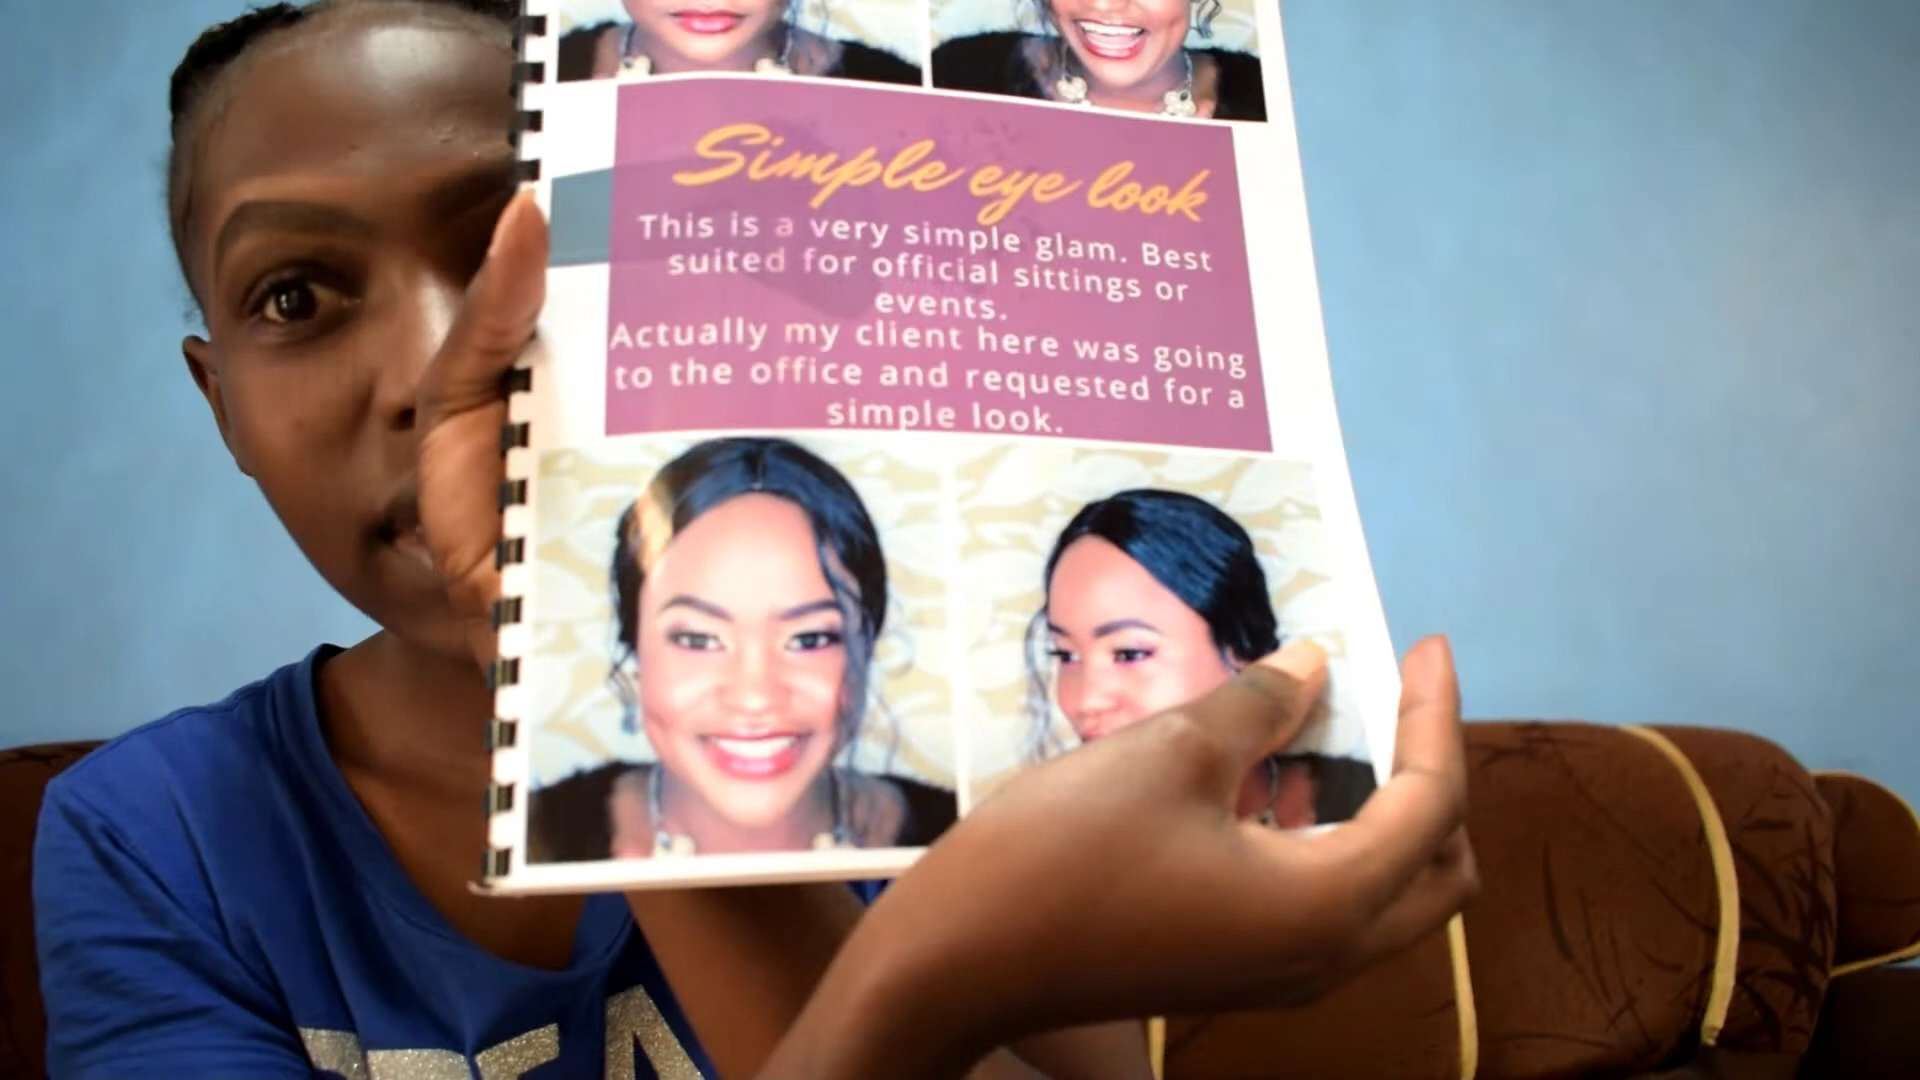 Simple eye look
This is a very simple glam. Best
suited for official sittings or
events.
Actually my client here was going
to the office and requested for a
simple look.